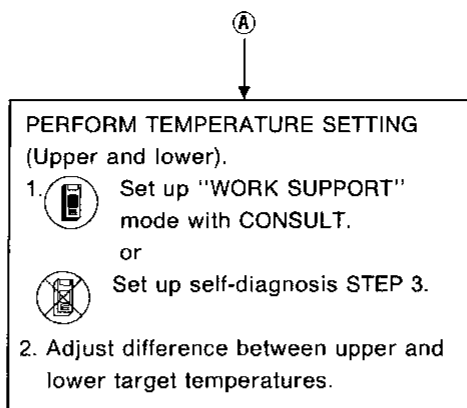 A
PERFORM TEMPERATURE SETTING
(Upper and lower).
1. Set up "WORK SUPPORT"
mode with CONSULT.
or
Set up self-diagnosis STEP 3.
2. Adjust difference between upper and
lower target temperatures.